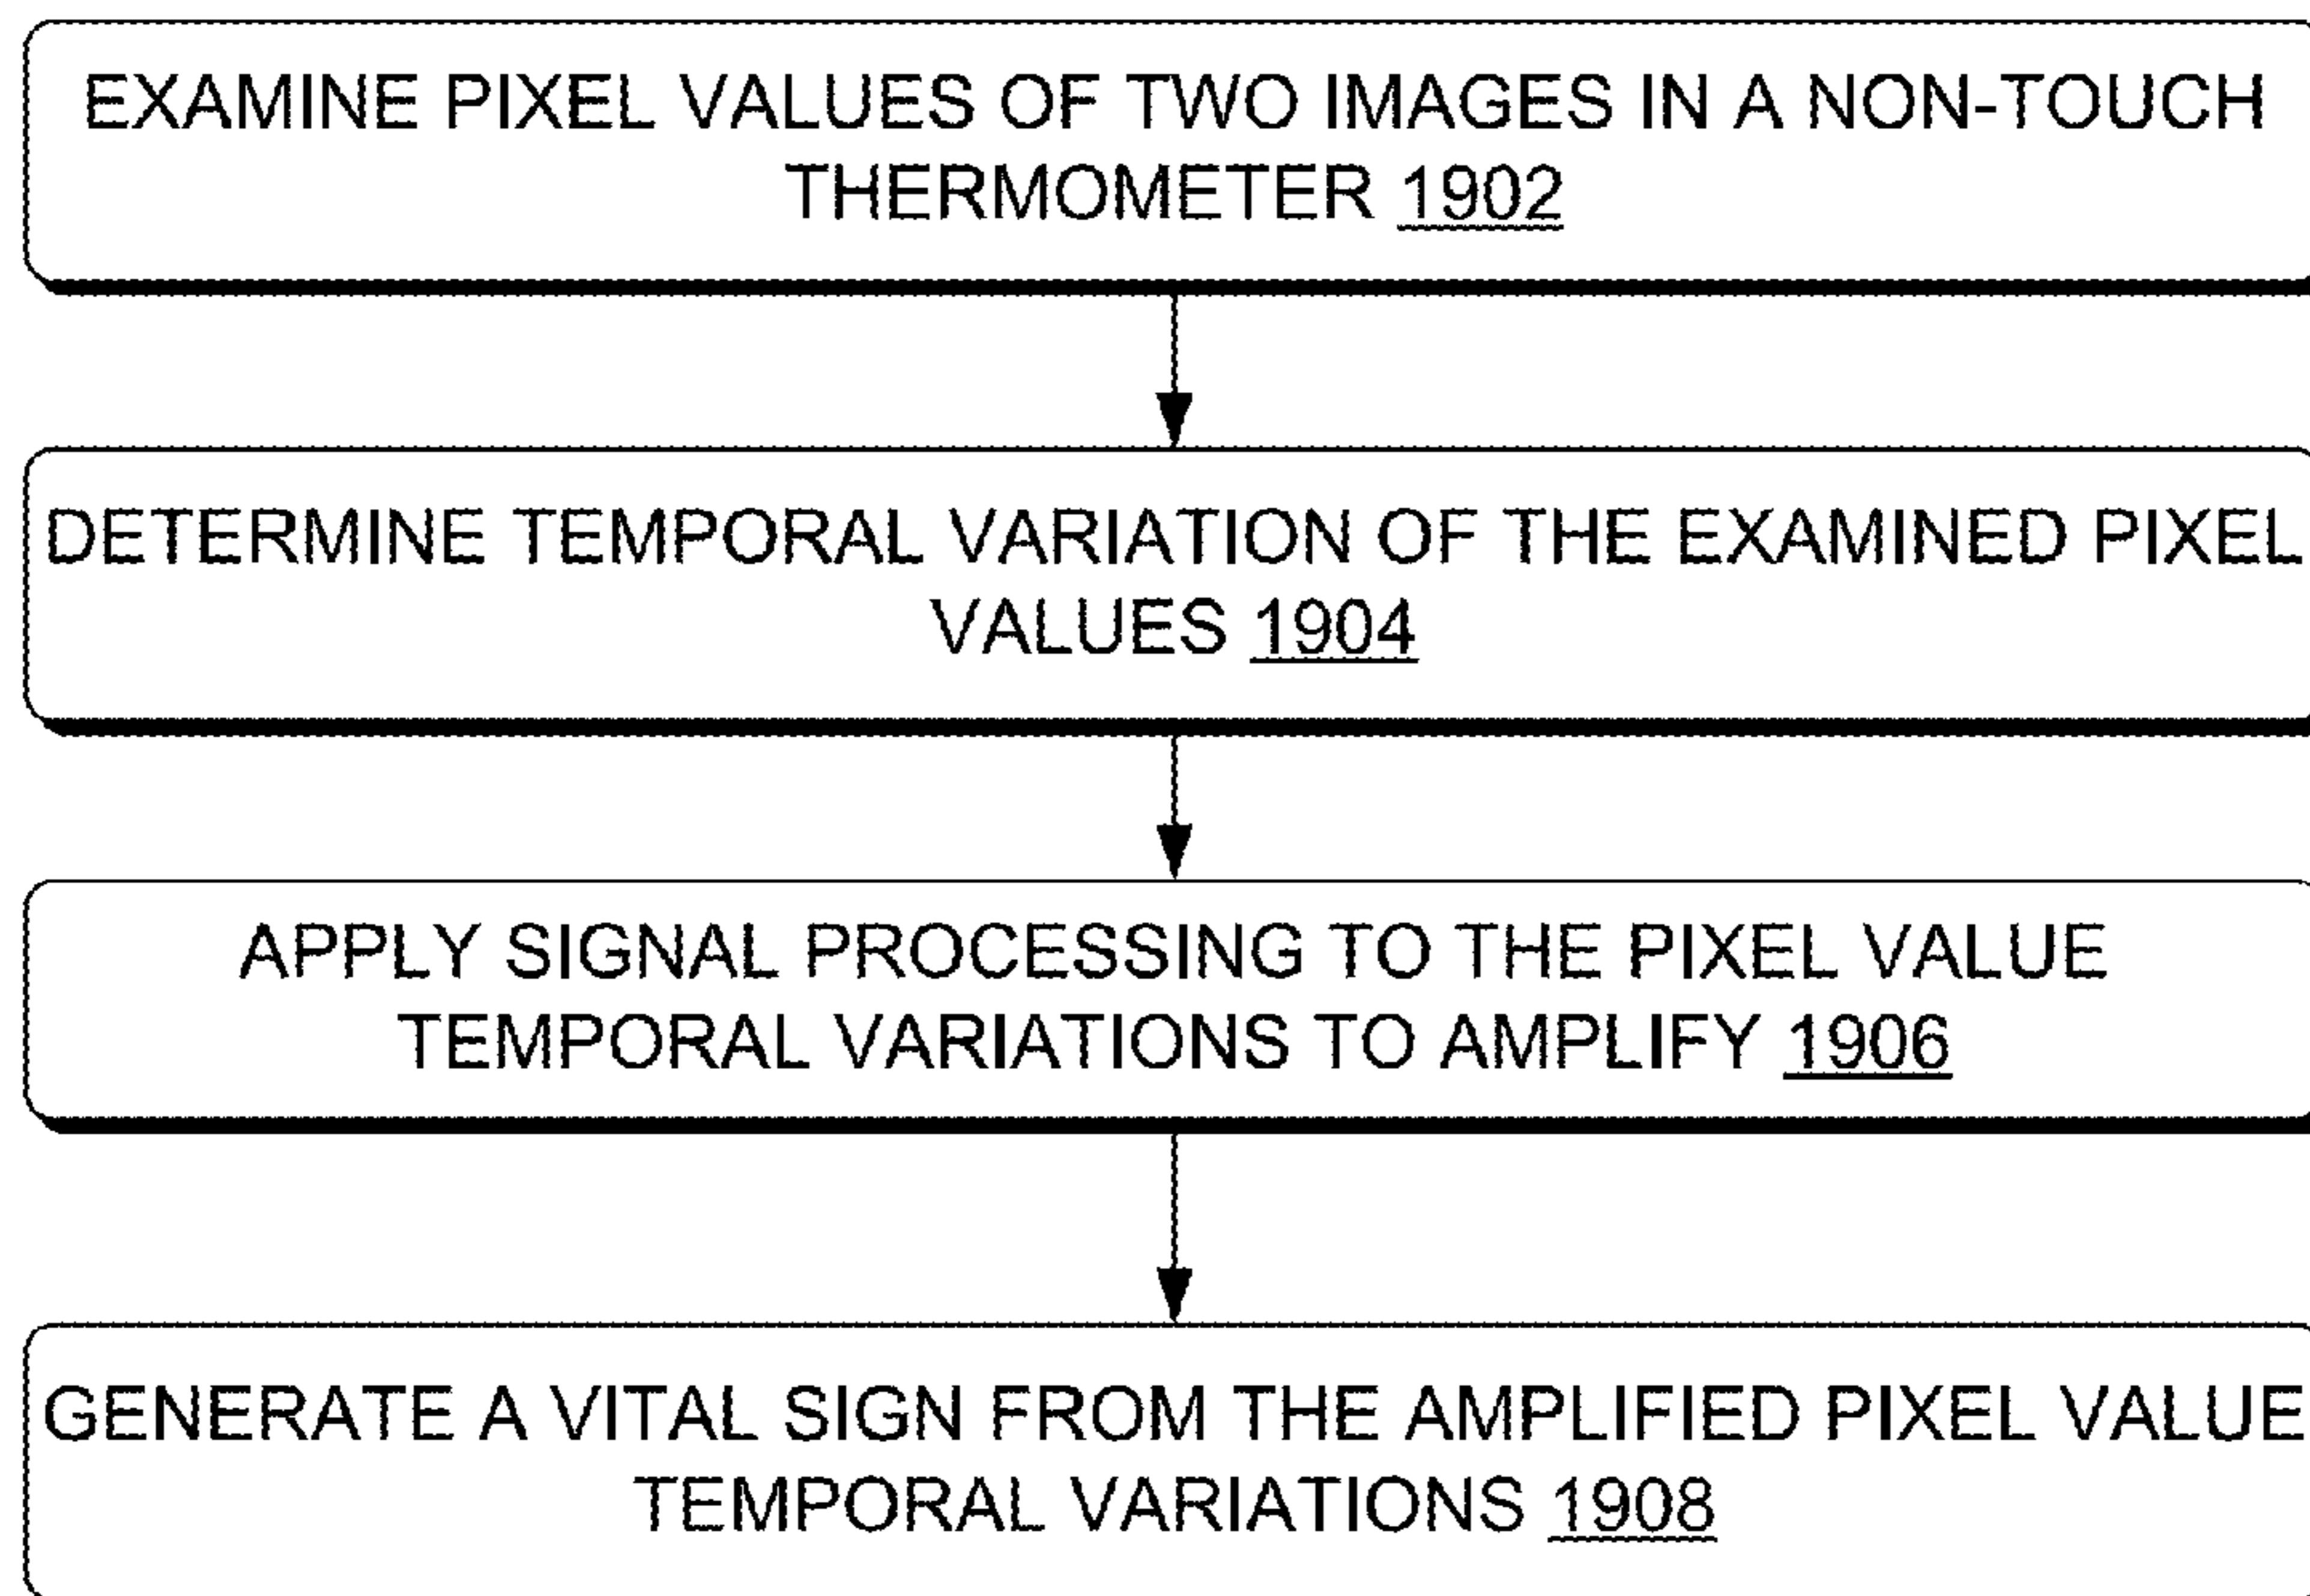 EXAMINE PIXEL VALUES OF TWO IMAGES IN A NON-TOUCH
THERMOMETER 1902
DETERMINE TEMPORAL VARIATION OF THE EXAMINED PIXEL
VALUES 1904
APPLY SIGNAL PROCESSING TO THE PIXEL VALUE
TEMPORAL VARIATIONS TO AMPLIFY 1906
GENERATE A VITAL SIGN FROM THE AMPLIFIED PIXEL VALUE
TEMPORAL VARIATIONS 1908